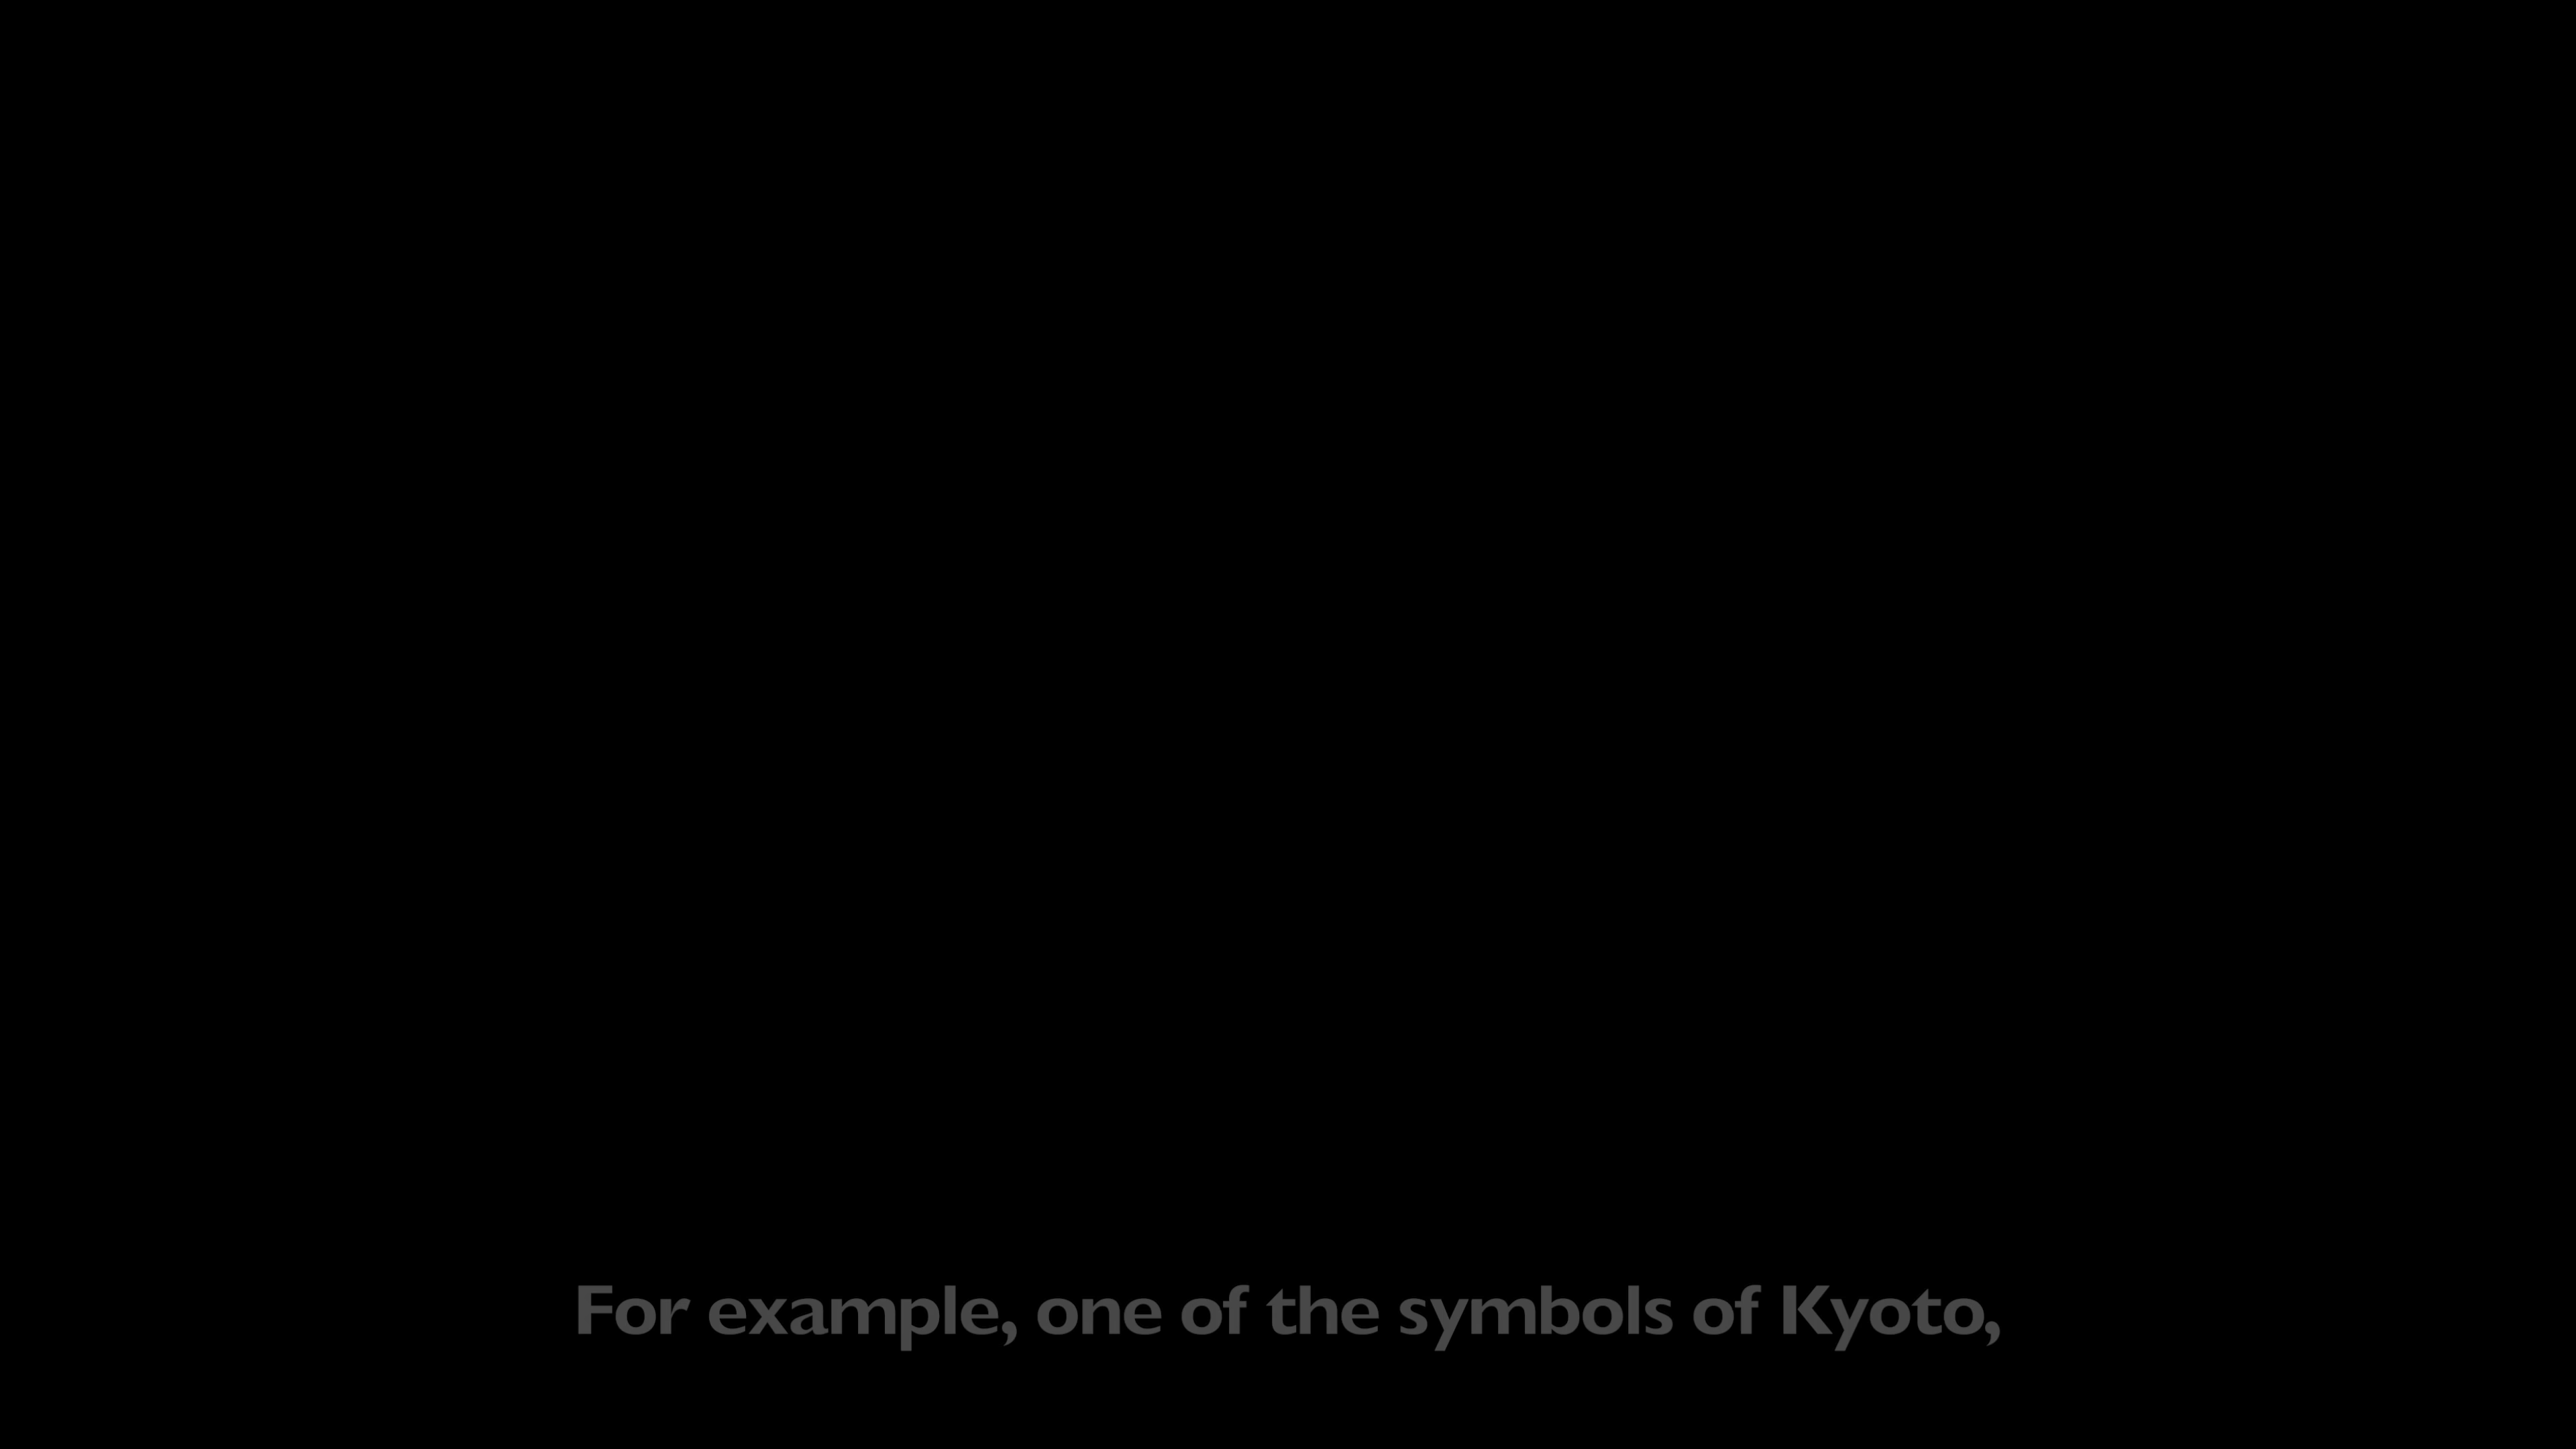 For example, one of the symbols of Kyoto,